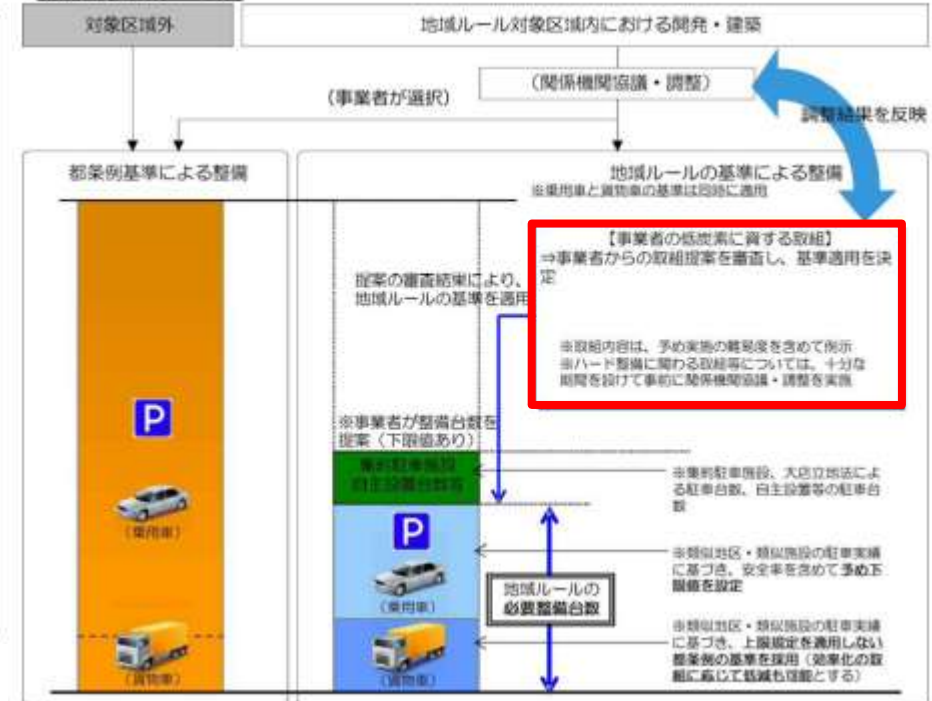 対象区域外
地域ルール対象区域内における開発・建築
(関係機関協議・調整)
(事業者が選択)
調整結果を反映
都条例基準による整備
地域ルールの基準による整備
※乗用車と貨物車の基準は同時に適用
【事業者の低炭素に資する取組】
⇒事業者からの取組提案を審査し、基準適用を決
定
提案の審査結果により、
地域ルールの基準を適用
※取組内容は、予め実施の難易度を含めて例示
※ハード整備に関わる取組等については、十分な
期間を設けて事前に関係機関協議・調整を実施
※事業者が整備台数を
提案(下限値あり)
集約駐車施設
自主設置台数等
※集約駐車施設、大店立地法によ
る駐車台数、自主設置等の駐車台
数
P
(乗用車)
P
(乗用車)
※類似地区・類似施設の駐車実績
に基づき、安全率を含めて予め下
限値を設定
地域ルールの
必要整備台数
※類似地区・類似施設の駐車実績
に基づき、上限規定を適用しない
都条例の基準を採用(効率化の取
組に応じて低減も可能とする)
(貨物車)
(貨物車)